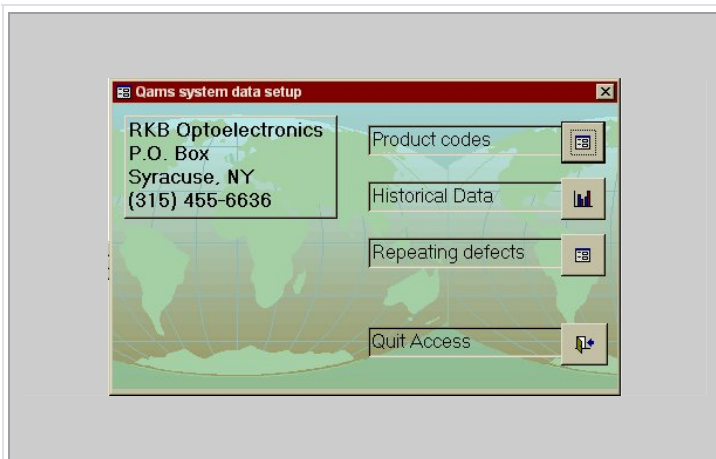 Qams system data setup
RKB Optoelectronics
P.O. Box
Syracuse, NY
(315) 455-6636
Product codes
Historical Data
Repeating defects
Quit Access